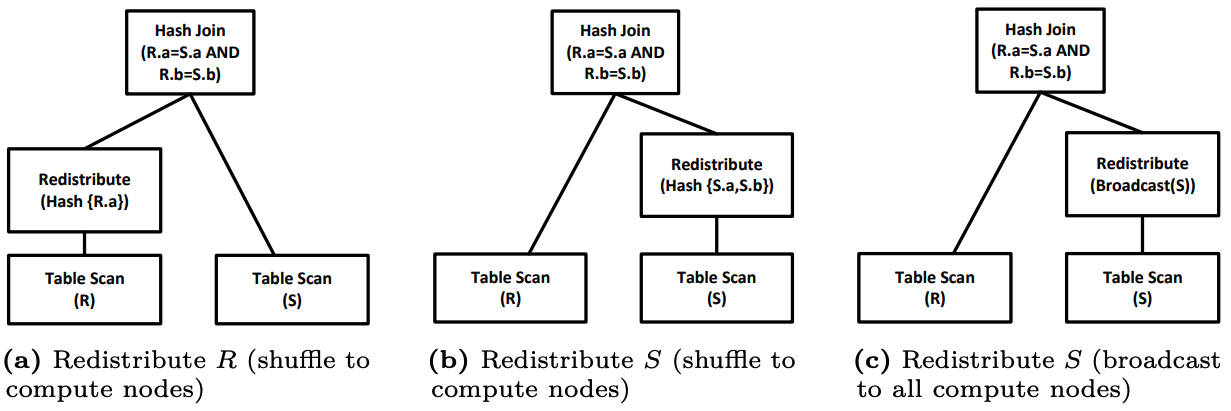 Hash Join
(R.a=S.a AND
R.b=S.b)
Redistribute
(Hash {R.a})
Table Scan
(R)
Table Scan
(S)
(a) Redistribute R (shuffle to
compute nodes)
Hash Join
(R.a=S.a AND
R.b=S.b)
Redistribute
(Hash {S.a,S.b})
Table Scan
(R)
Table Scan
(S)
(b) Redistribute S (shuffle to
compute nodes)
Hash Join
(R.a=S.a AND
R.b=S.b)
Redistribute
(Broadcast(S))
Table Scan
(R)
Table Scan
(S)
(c) Redistribute S (broadcast
to all compute nodes)